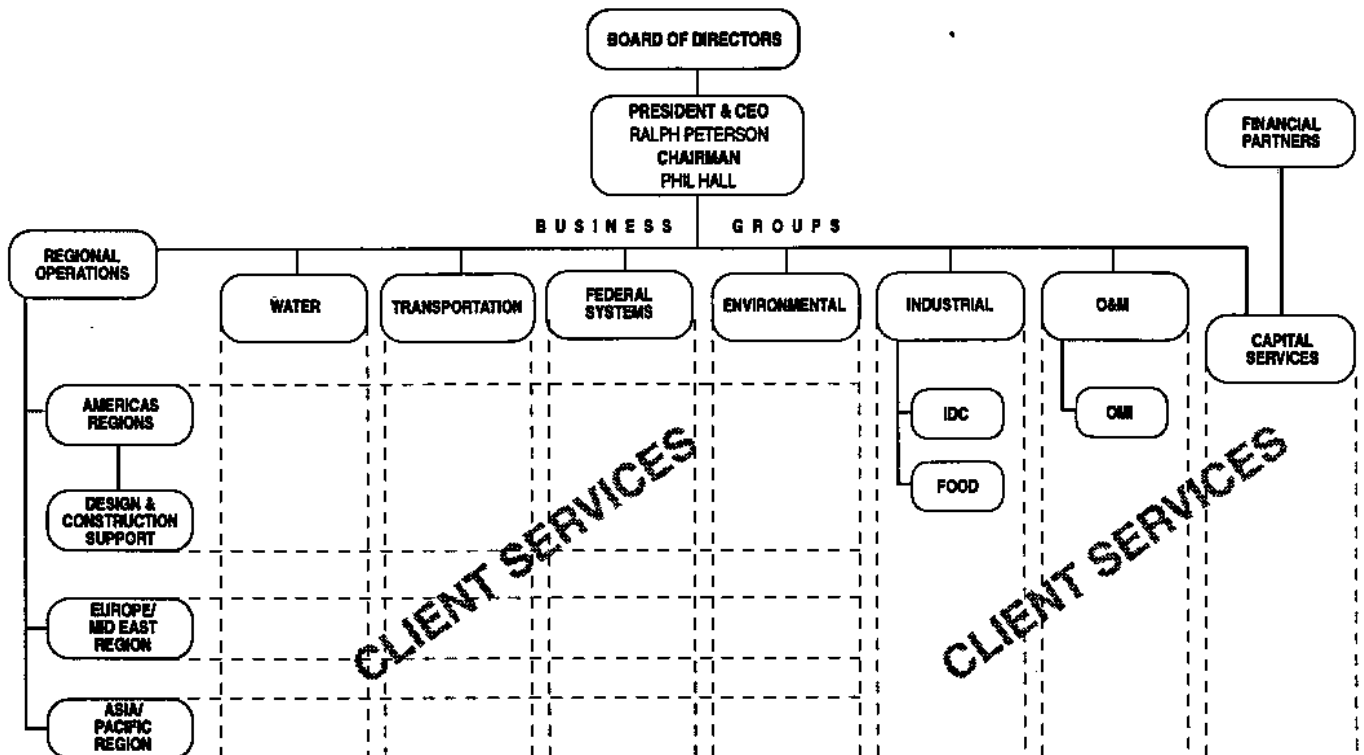 BOARD OF DIRECTORS
PRESIDENT & CEO
RALPH PETERSON
CHAIRMAN
PHIL HALL
FINANCIAL
PARTNERS
BUSINESS GROUPS
REGIONAL
OPERATIONS
WATER
TRANSPORTATION
FEDERAL
SYSTEMS
ENVIRONMENTAL
INDUSTRIAL
O&M
CAPITAL
SERVICES
AMERICAS
REGIONS
IDC
OMI
DESIGN &
CONSTRUCTION
SUPPORT
FOOD
CLIENT SERVICES
CLIENT SERVICES
EUROPE/
MID EAST
REGION
ASIA/
PACIFIC
REGION